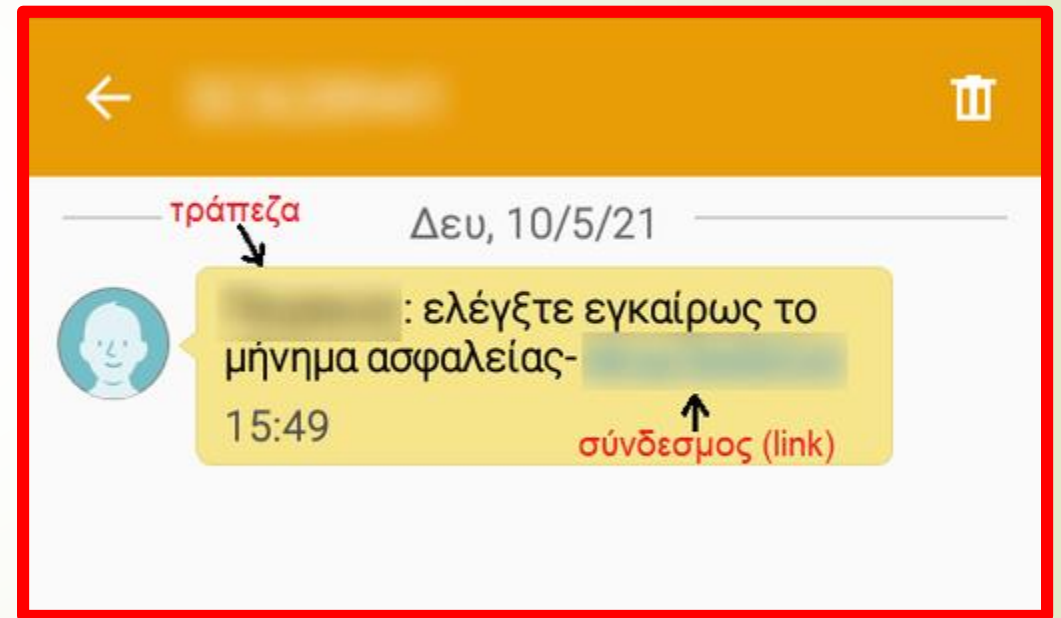 τράπεζα
Δευ, 10/5/21
: ελέγξτε εγκαίρως το
μήνημα ασφαλείας-
15:49
σύνδεσμος (link)